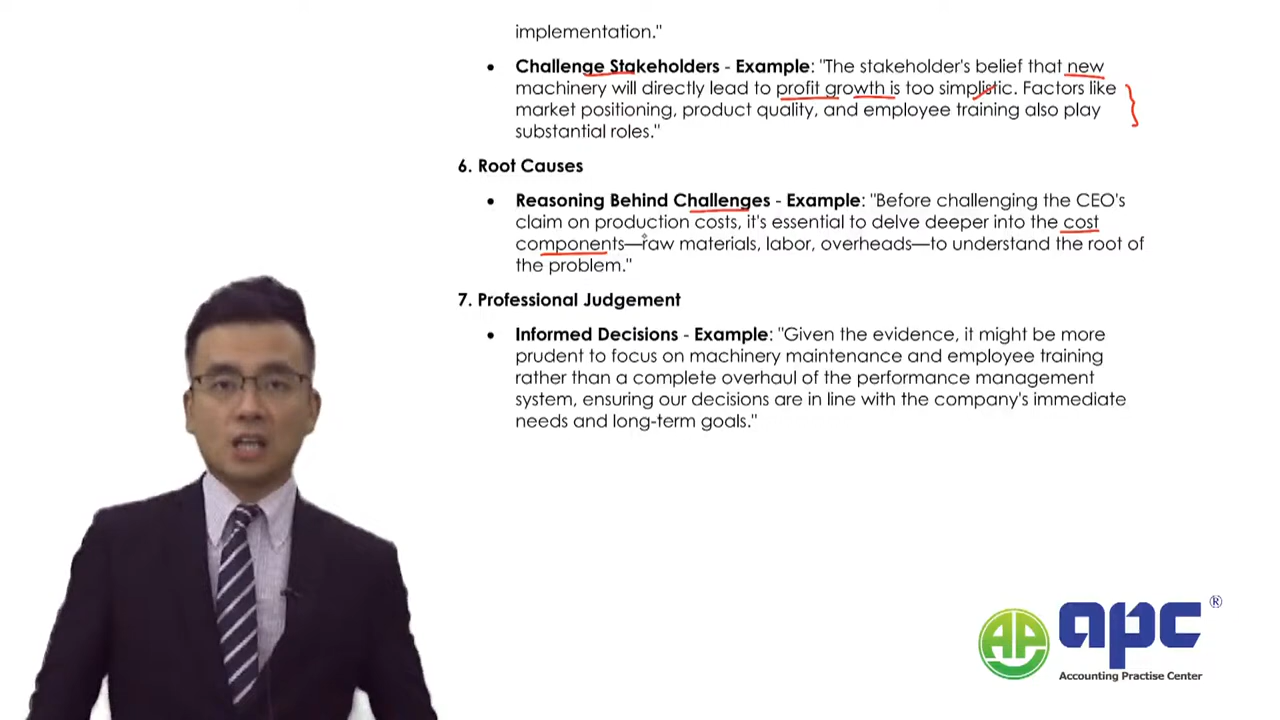 implementation."
• Challenge Stakeholders - Example: "The stakeholder's belief that new
machinery will directly lead to profit growth is too simplistic. Factors like
market positioning, product quality, and employee training also play
substantial roles."
6. Root Causes
• Reasoning Behind Challenges - Example: "Before challenging the CEO's
claim on production costs, it's essential to delve deeper into the cost
components—raw materials, labor, overheads—to understand the root of
the problem."
7. Professional Judgement
• Informed Decisions - Example: "Given the evidence, it might be more
prudent to focus on machinery maintenance and employee training
rather than a complete overhaul of the performance management
system, ensuring our decisions are in line with the company's immediate
needs and long-term goals."
AP apc ®
Accounting Practise Center